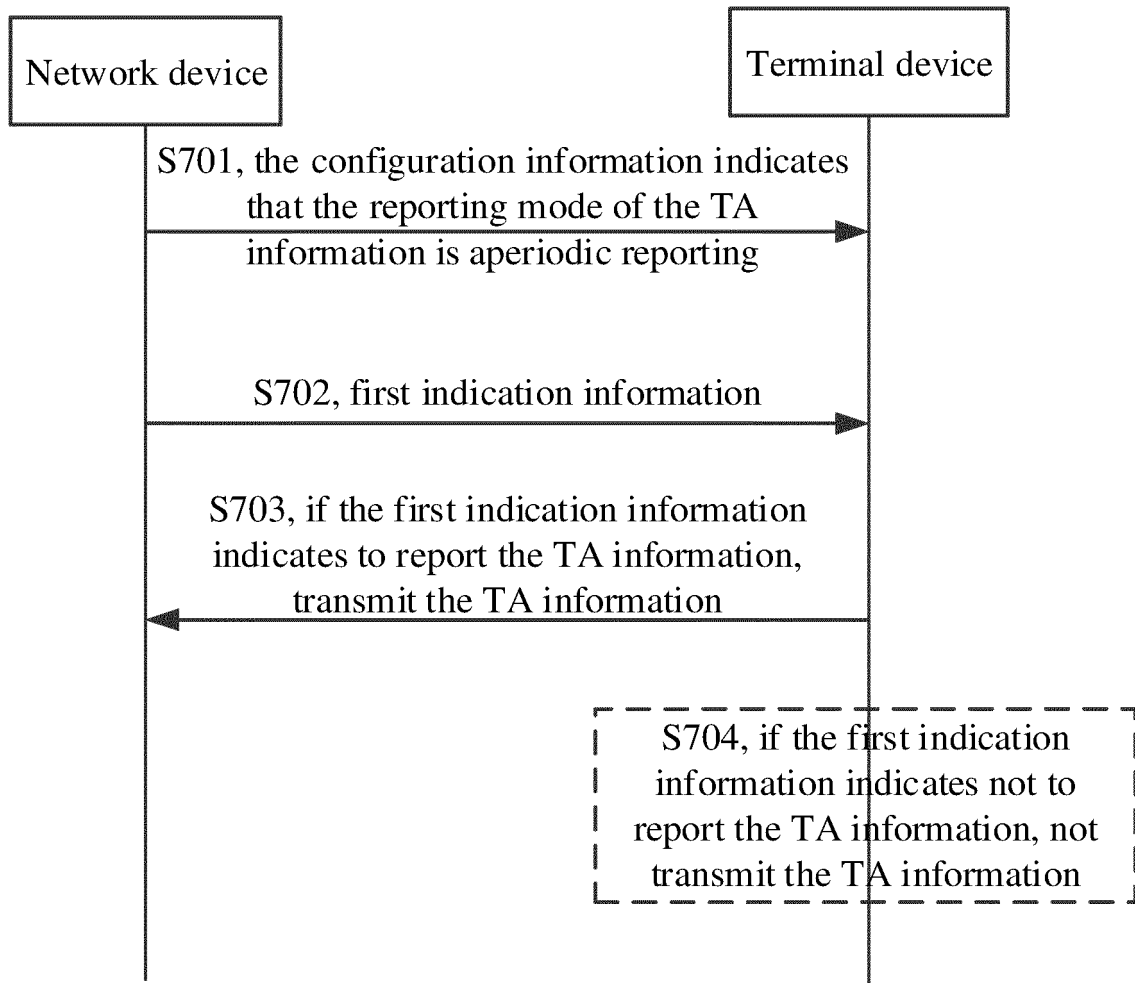 Network device
Terminal device
S701, the configuration information indicates
that the reporting mode of the TA
information is aperiodic reporting
S702, first indication information
S703, if the first indication information
indicates to report the TA information,
transmit the TA information
S704, if the first indication
information indicates not to
report the TA information, not
transmit the TA information